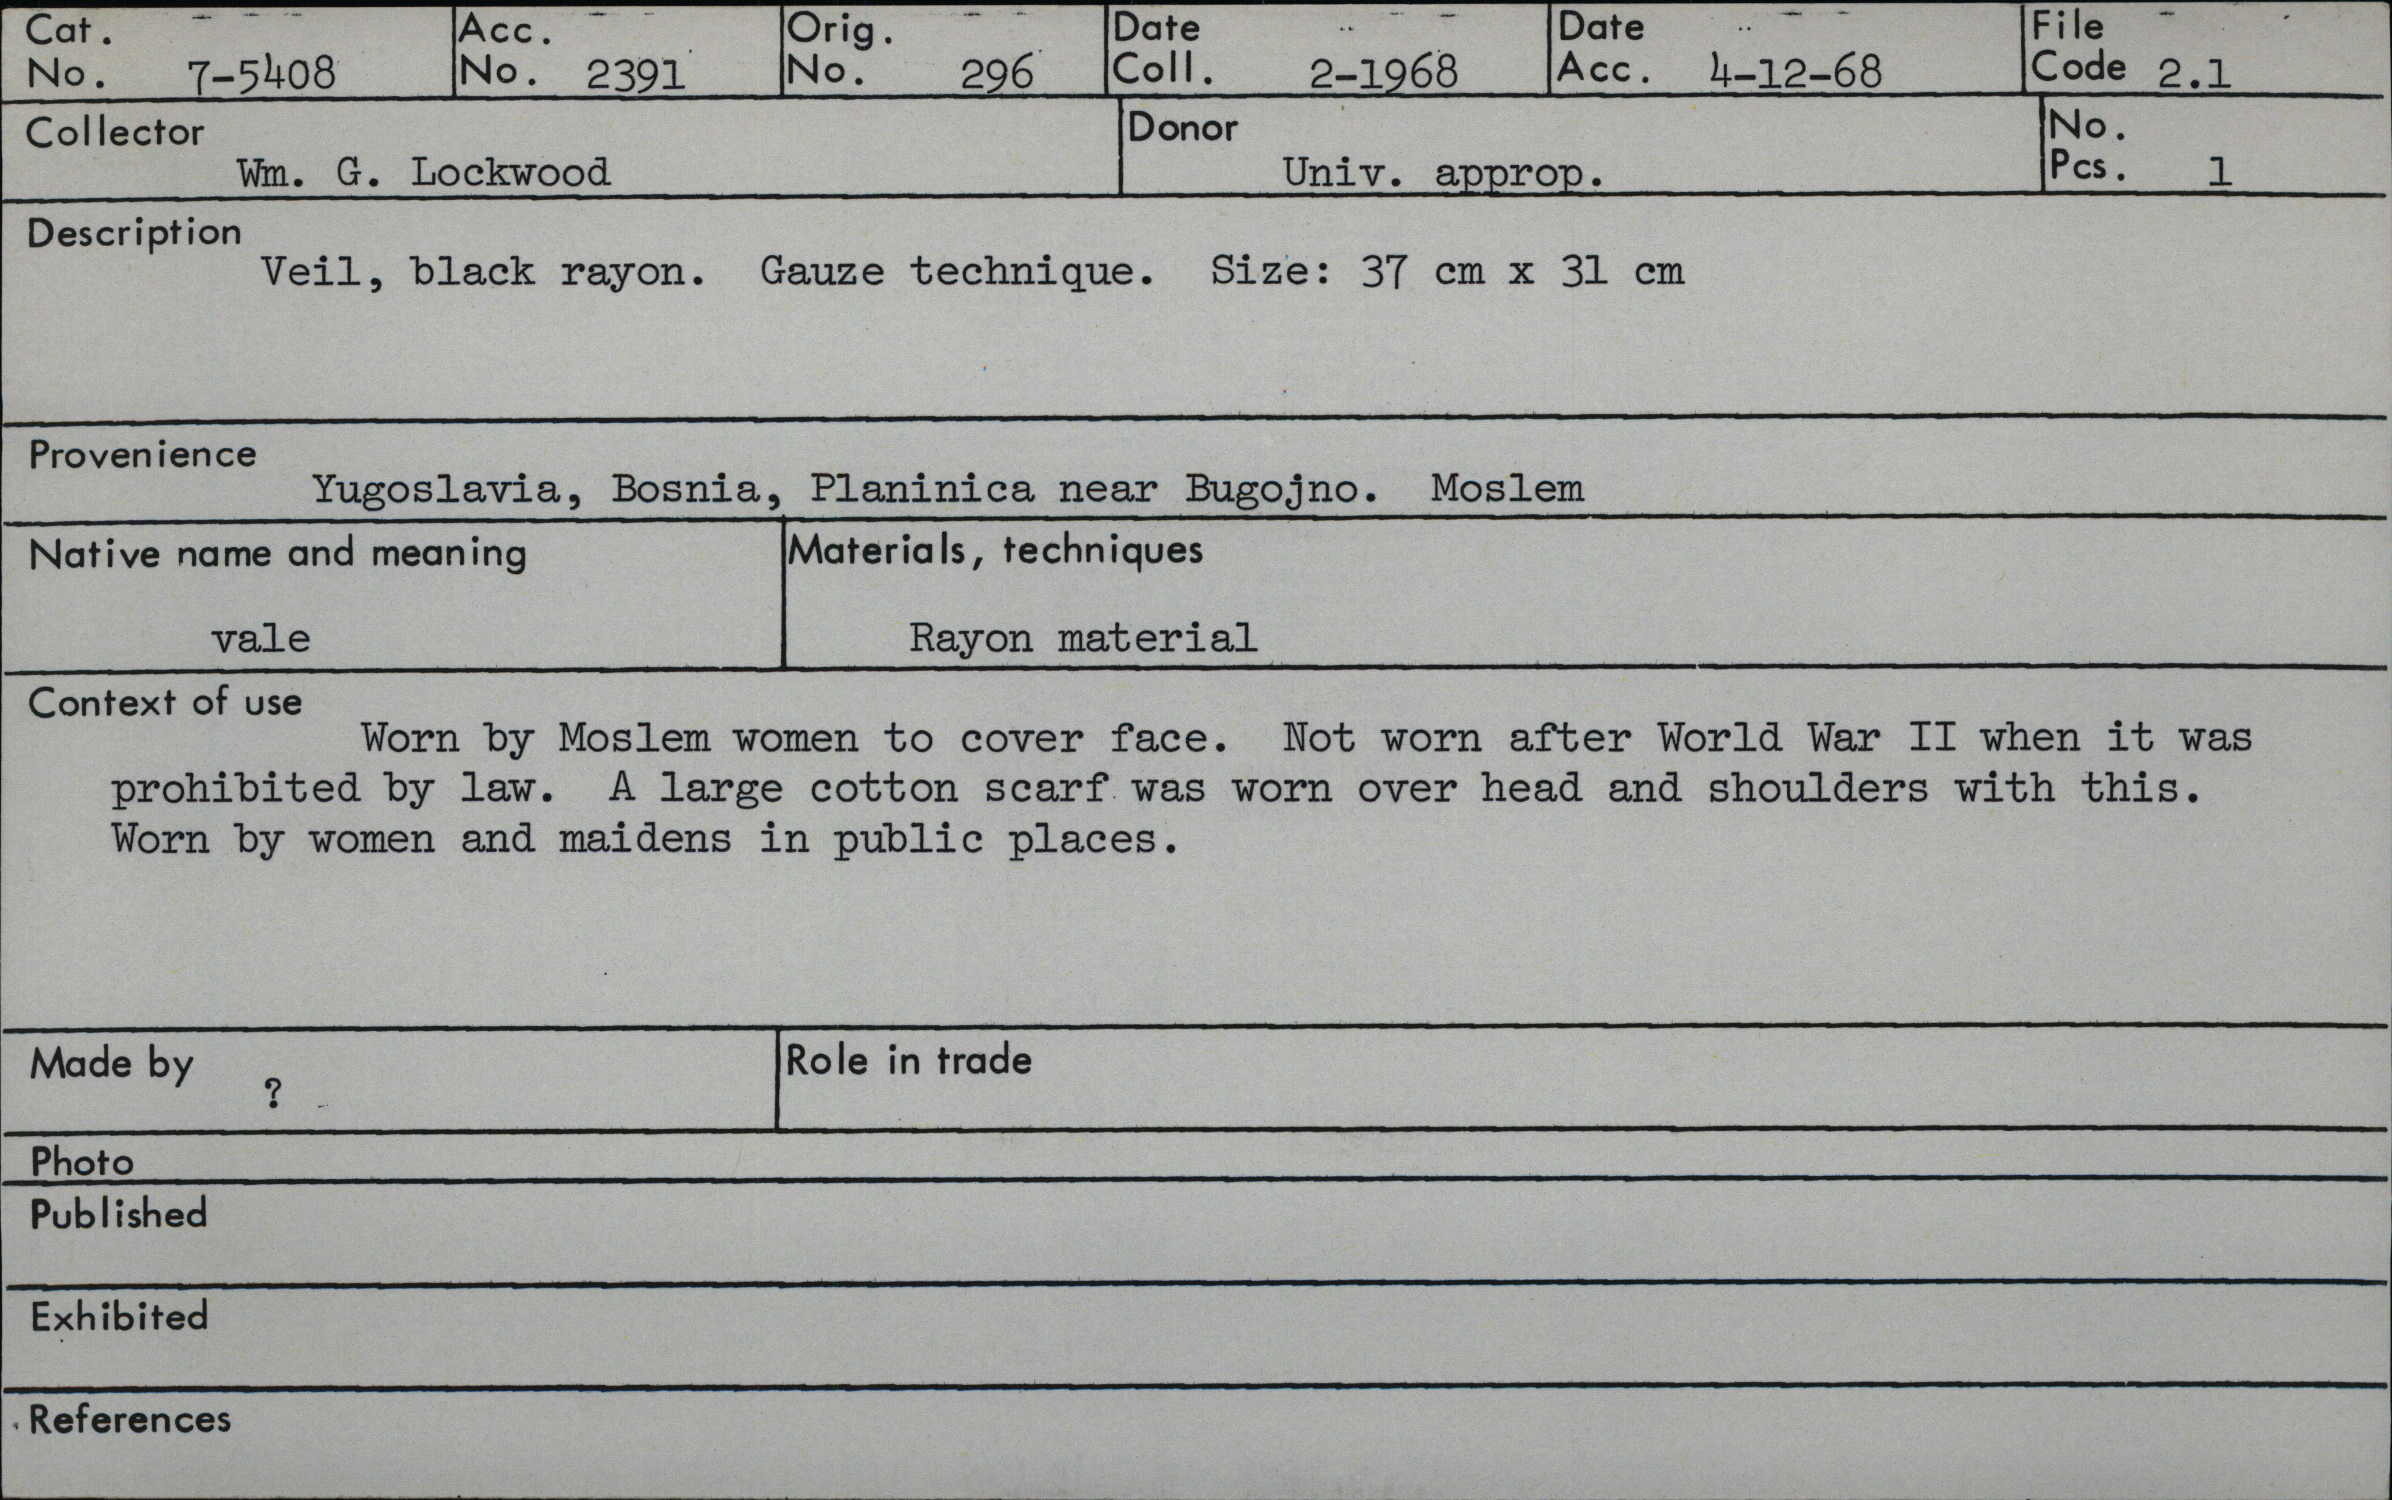 Cat. No. 7-5408 Acc. No. 2391 Orig. No. 296 Date Coll. 2-1968 Date Acc. 4-12-68 File Code 2.1
Collector Wm. G. Lockwood Donor Univ. approp. No. Pcs. 1
Description
Veil, black rayon. Gauze technique. Size: 37 cm x 31 cm
Provenience
Yugoslavia, Bosnia, Planinica near Bugojno. Moslem
Native name and meaning Materials, techniques
vale Rayon material
Context of use
Worn by Moslem women to cover face. Not worn after World War II when it was
prohibited by law. A large cotton scarf was worn over head and shoulders with this.
Worn by women and maidens in public places.
Made by ? Role in trade
Photo
Published
Exhibited
References